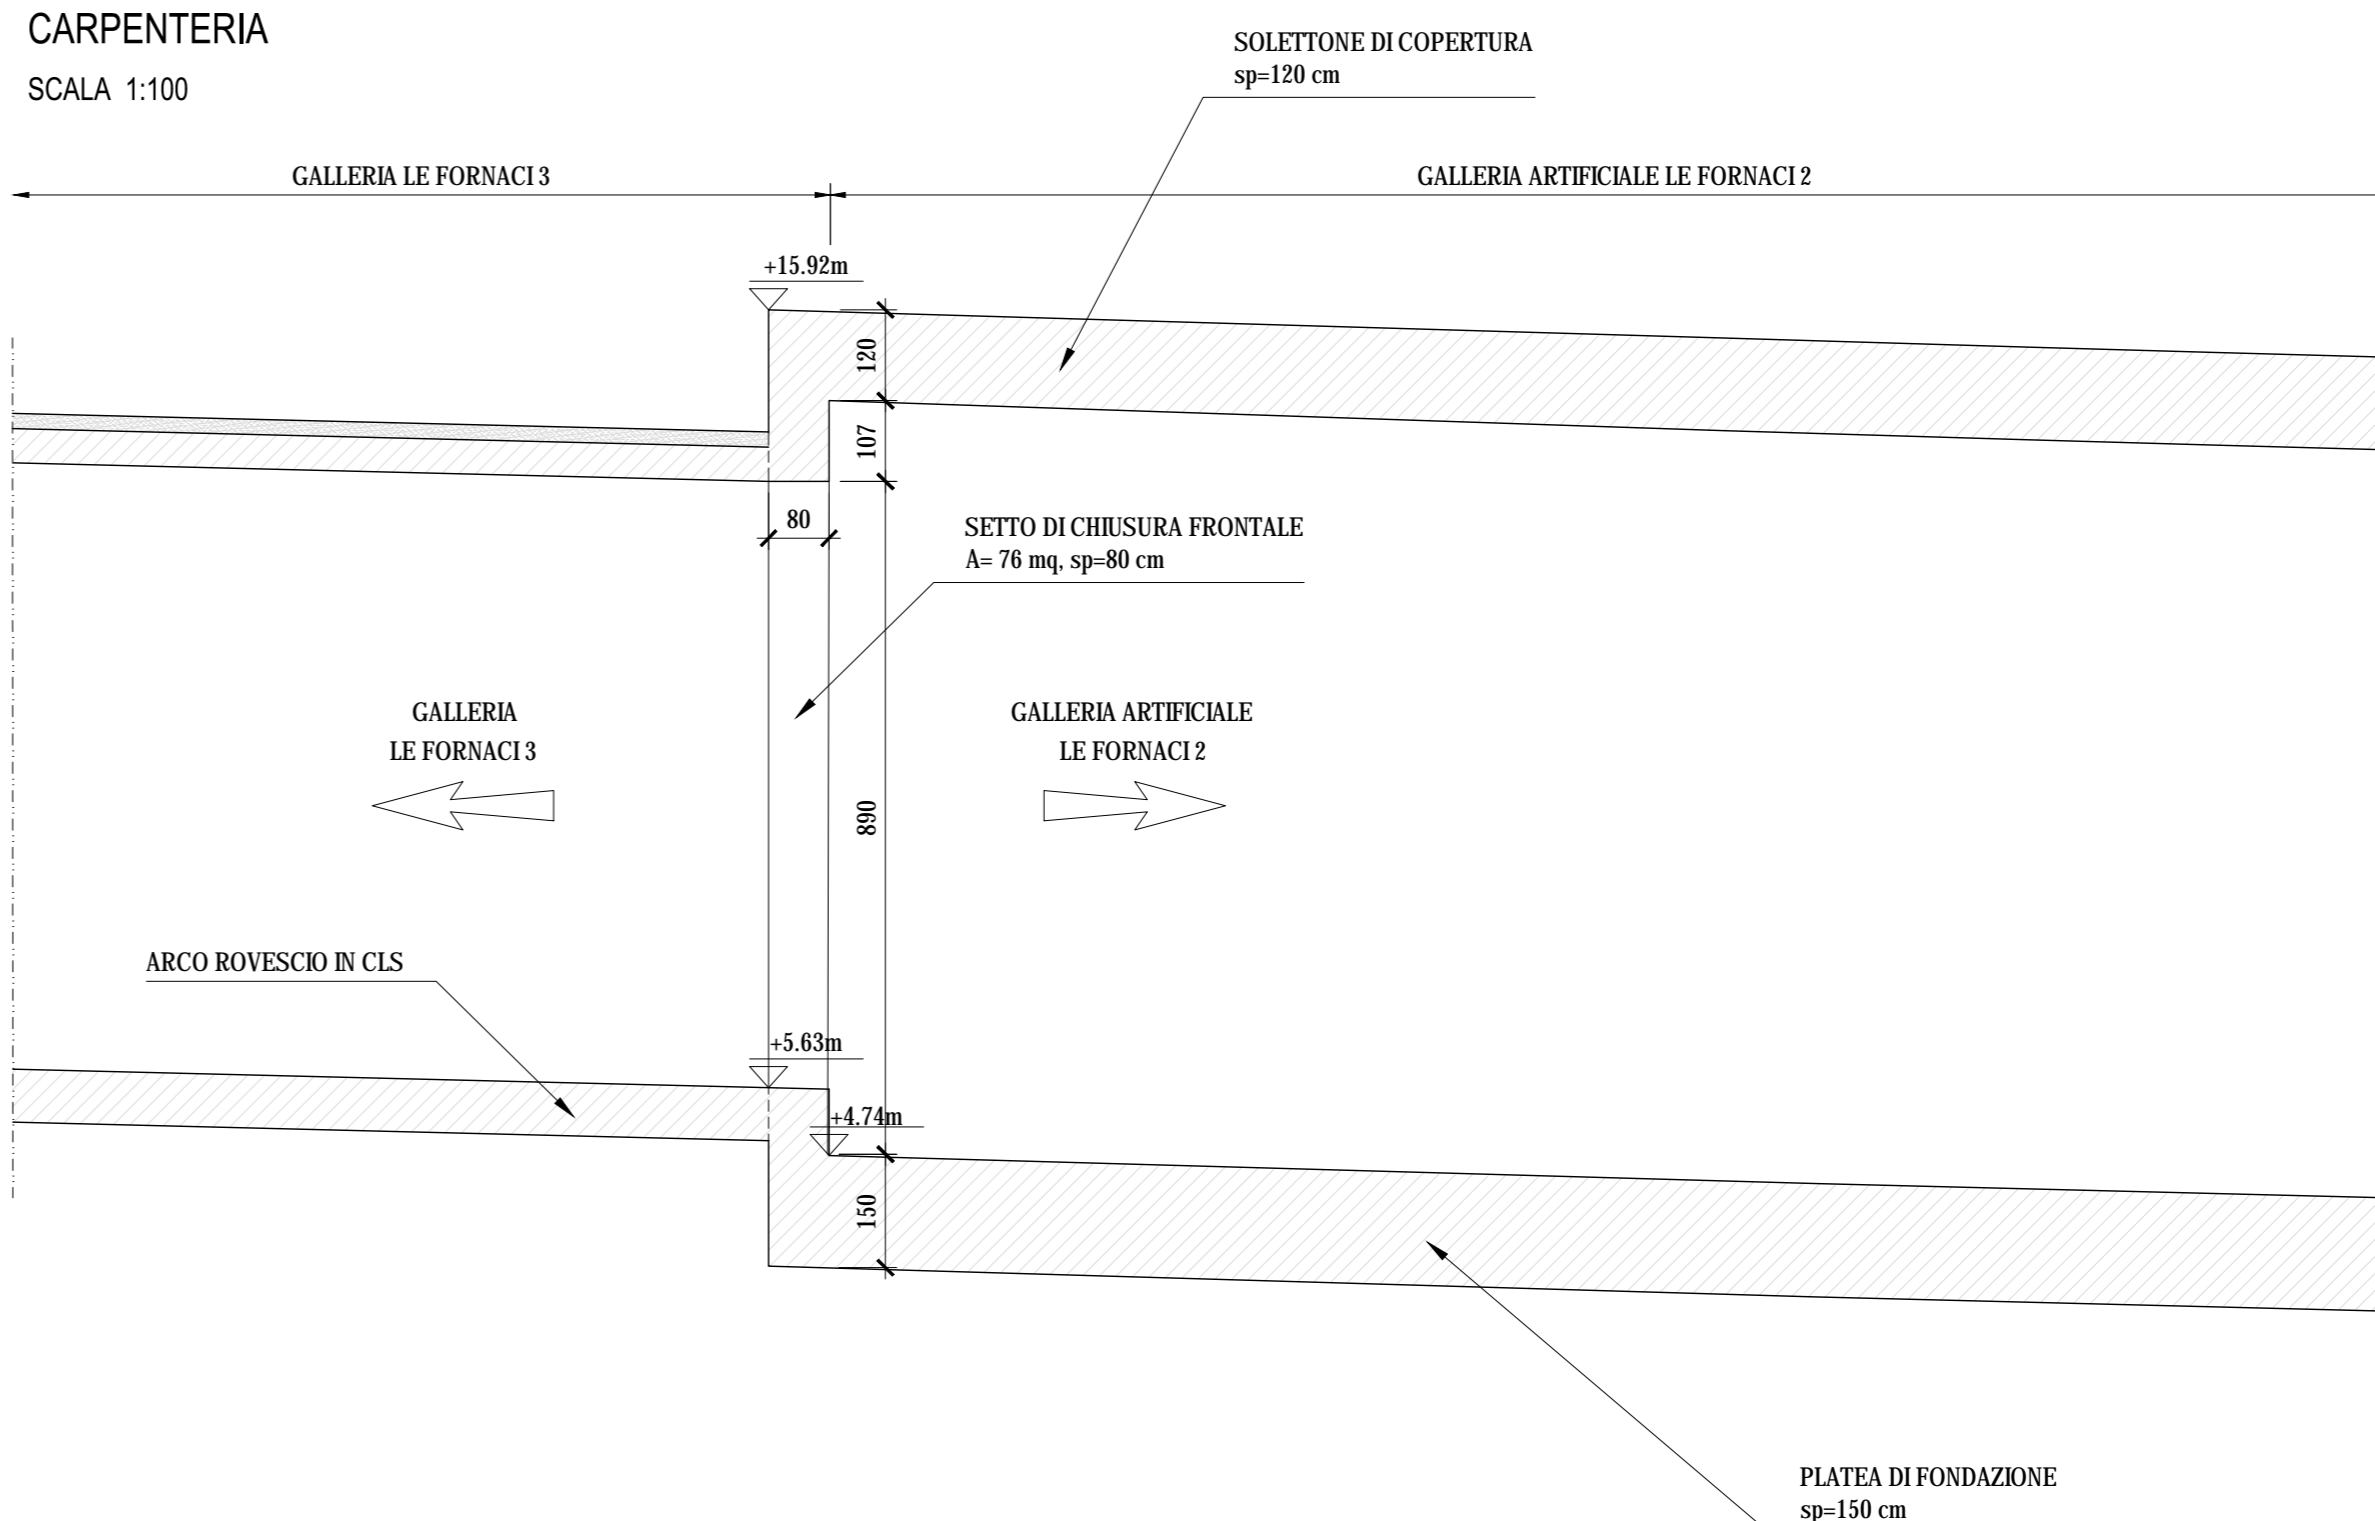 CARPENTERIA
SCALA 1:100
SOLETTONE DI COPERTURA
sp=120 cm
GALLERIA LE FORNACI 3
GALLERIA ARTIFICIALE LE FORNACI 2
+15.92m
120
107
80
SETTO DI CHIUSURA FRONTALE
A= 76 mq, sp=80 cm
GALLERIA
LE FORNACI 3
GALLERIA ARTIFICIALE
LE FORNACI 2
890
ARCO ROVESCIO IN CLS
+5.63m
+4.74m
150
PLATEA DI FONDAZIONE
sp=150 cm